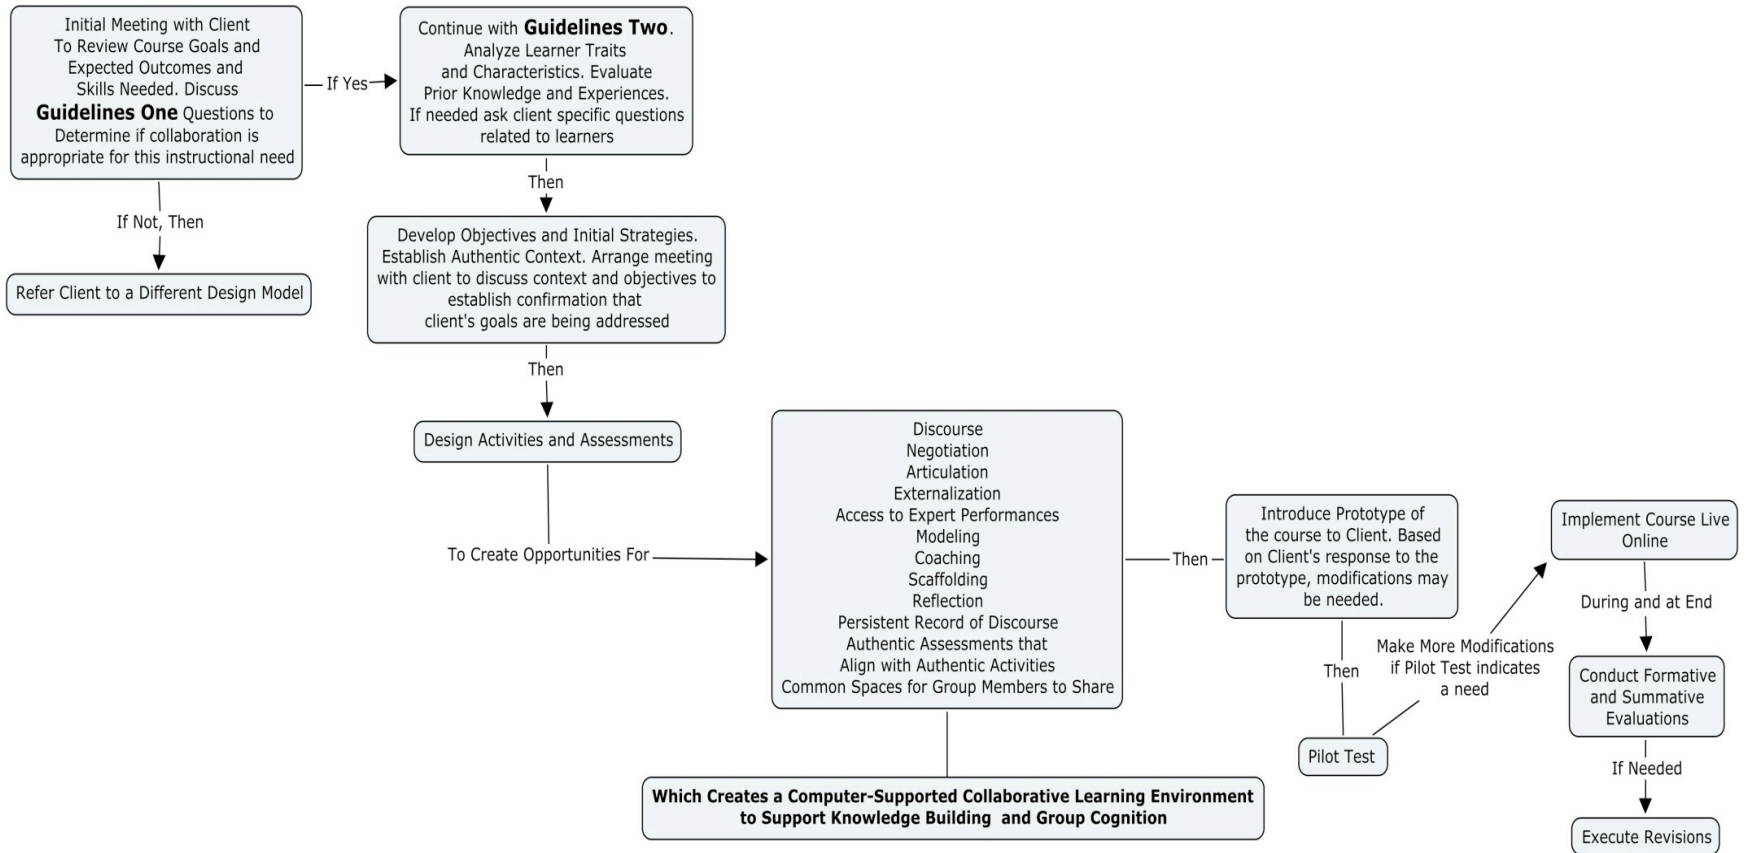 Initial Meeting with Client
To Review Course Goals and
Expected Outcomes and
Skills Needed. Discuss
Guidelines One Questions to
Determine if collaboration is
appropriate for this instructional need
If Yes
Continue with Guidelines Two.
Analyze Learner Traits
and Characteristics. Evaluate
Prior Knowledge and Experiences.
If needed ask client specific questions
related to learners
If Not, Then
Refer Client to a Different Design Model
Then
Develop Objectives and Initial Strategies.
Establish Authentic Context. Arrange meeting
with client to discuss context and objectives to
establish confirmation that
client's goals are being addressed
Then
Design Activities and Assessments
To Create Opportunities For
Discourse
Negotiation
Articulation
Externalization
Access to Expert Performances
Modeling
Coaching
Scaffolding
Reflection
Persistent Record of Discourse
Authentic Assessments that
Align with Authentic Activities
Common Spaces for Group Members to Share
Which Creates a Computer-Supported Collaborative Learning Environment
to Support Knowledge Building and Group Cognition
Then
Introduce Prototype of
the course to Client. Based
on Client's response to the
prototype, modifications may
be needed.
Then
Pilot Test
Make More Modifications
if Pilot Test indicates
a need
Implement Course Live
Online
During and at End
Conduct Formative
and Summative
Evaluations
If Needed
Execute Revisions